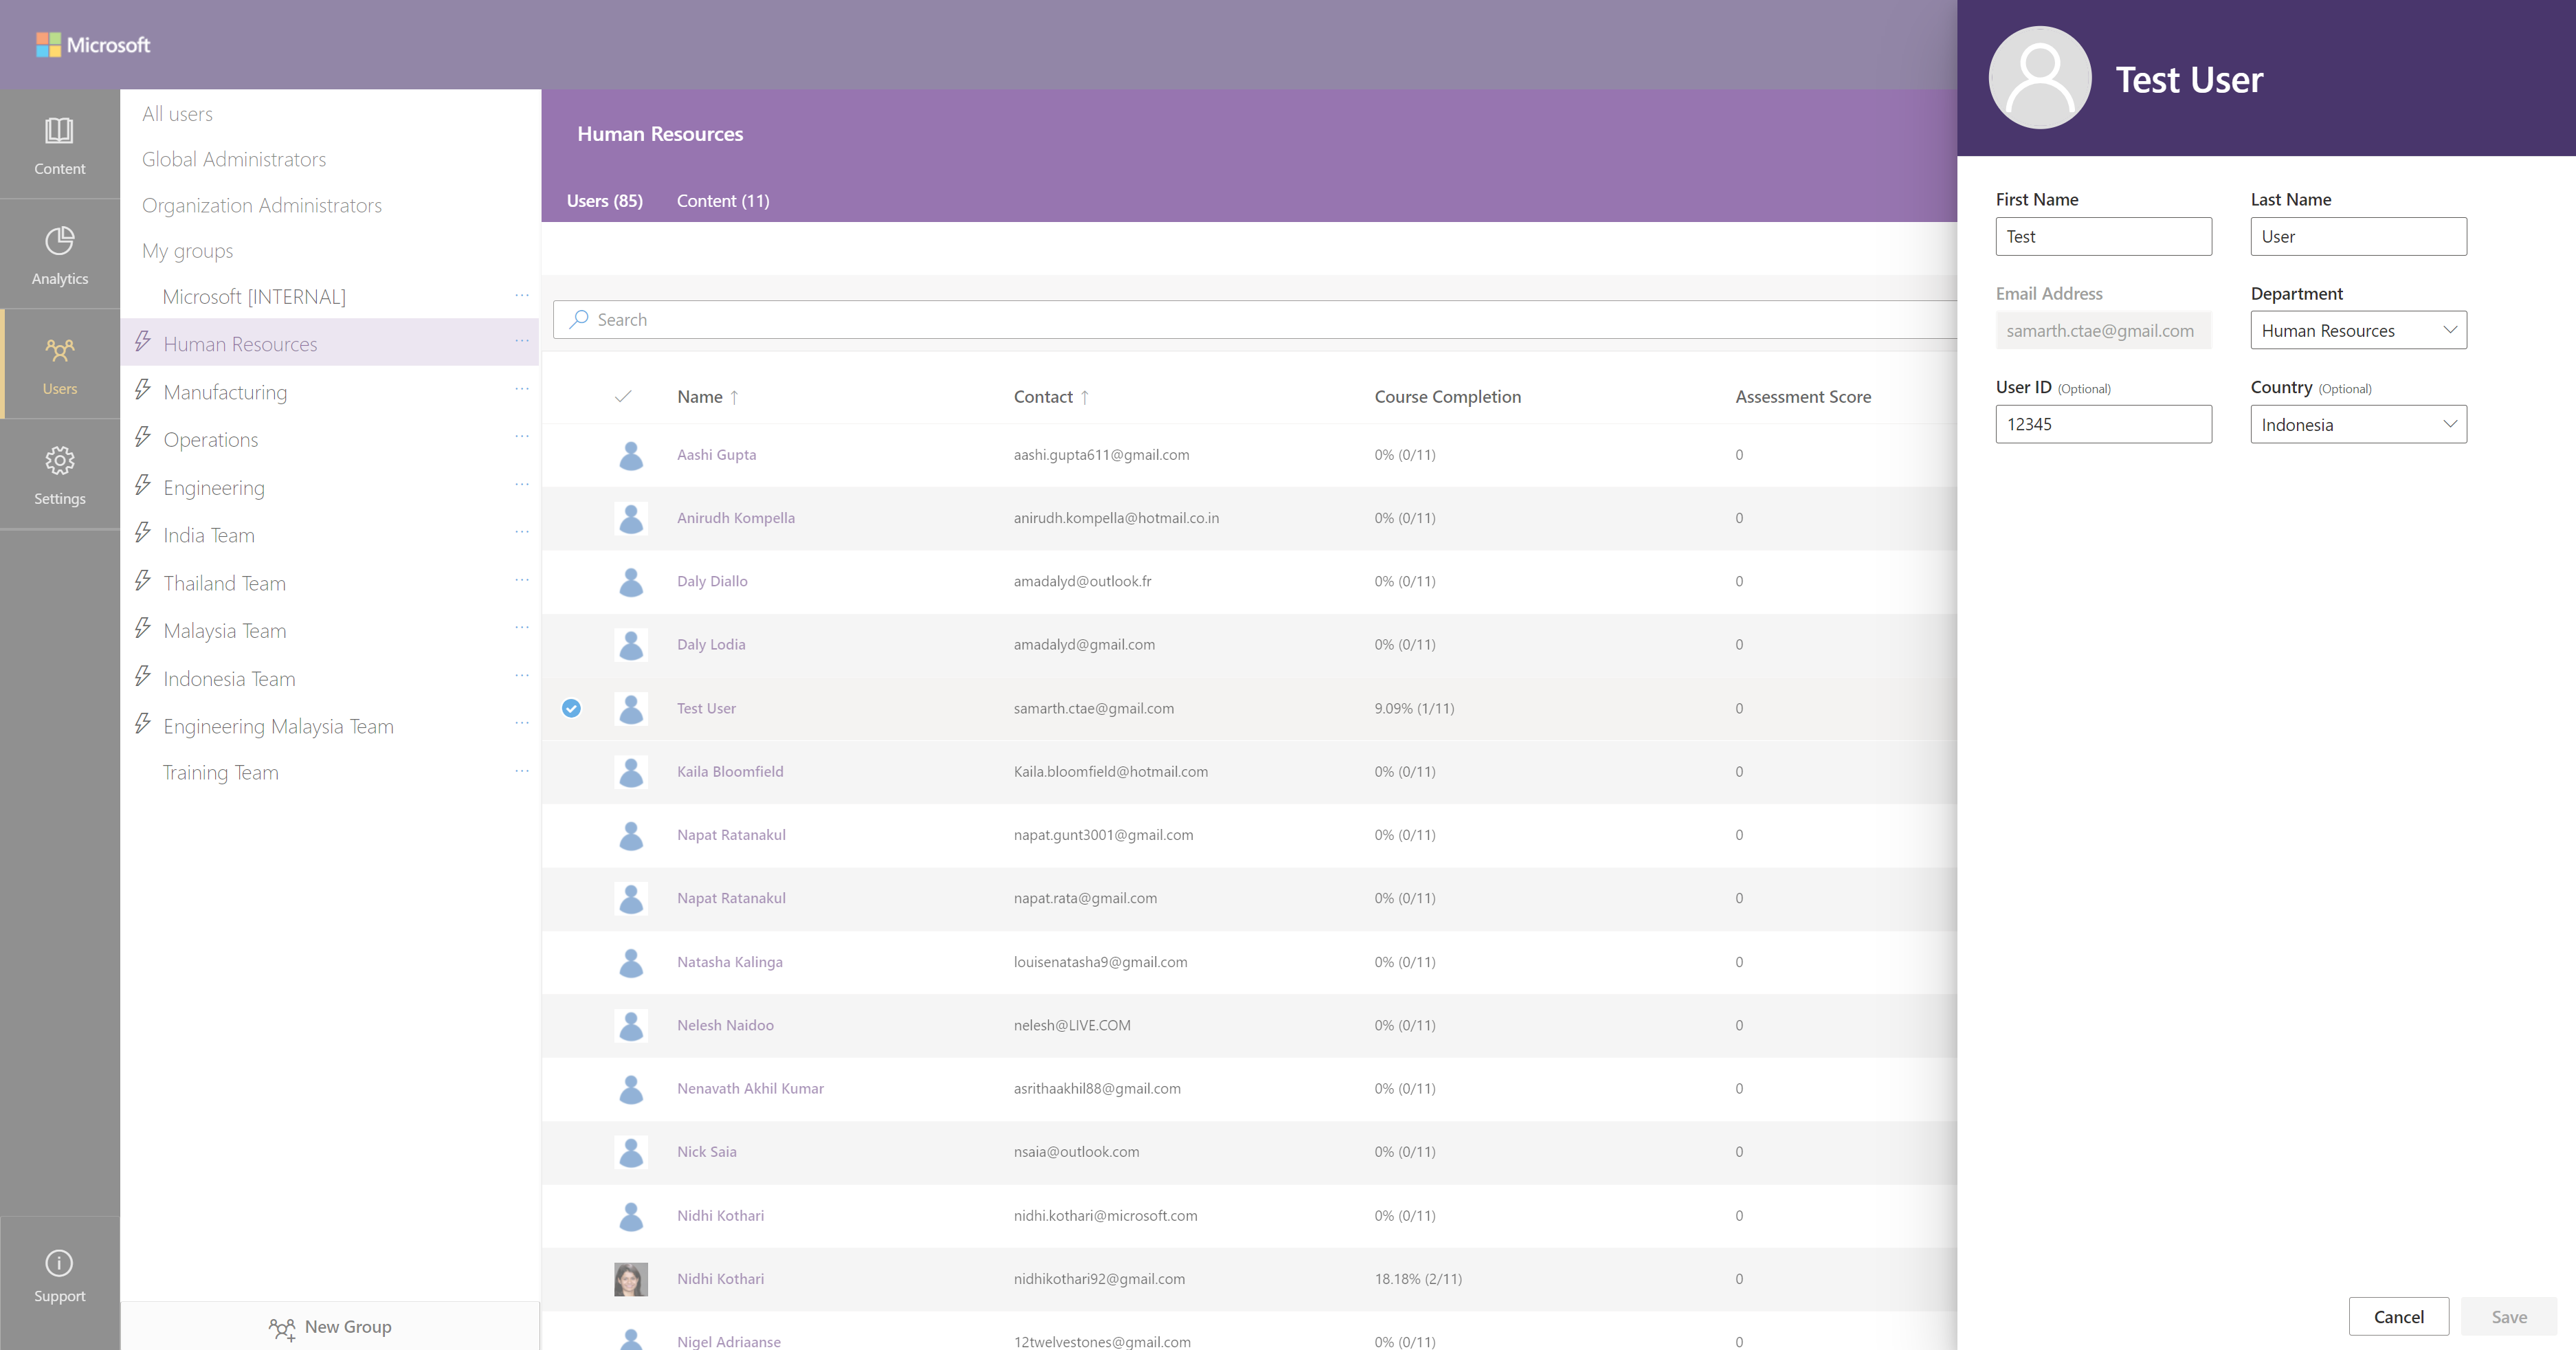 Microsoft
Content
Analytics
Users
Settings
Support
All users
Global Administrators
Organization Administrators
My groups
Microsoft [INTERNAL]
Human Resources
Manufacturing
Operations
Engineering
India Team
Thailand Team
Malaysia Team
Indonesia Team
Engineering Malaysia Team
Training Team
New Group
Human Resources
Users (85) Content (11)
Search
Name ↑ Contact ↑ Course Completion Assessment Score
Aashi Gupta aashi.gupta611@gmail.com 0% (0/11) 0
Anirudh Kompella anirudh.kompella@hotmail.co.in 0% (0/11) 0
Daly Diallo amadalyd@outlook.fr 0% (0/11) 0
Daly Lodia amadalyd@gmail.com 0% (0/11) 0
Test User samarth.ctae@gmail.com 9.09% (1/11) 0
Kaila Bloomfield Kaila.bloomfield@hotmail.com 0% (0/11) 0
Napat Ratanakul napat.gunt3001@gmail.com 0% (0/11) 0
Napat Ratanakul napat.rata@gmail.com 0% (0/11) 0
Natasha Kalinga louisenatasha9@gmail.com 0% (0/11) 0
Nelesh Naidoo nelesh@LIVE.COM 0% (0/11) 0
Nenavath Akhil Kumar asrithaakhil88@gmail.com 0% (0/11) 0
Nick Saia nsaia@outlook.com 0% (0/11) 0
Nidhi Kothari nidhi.kothari@microsoft.com 0% (0/11) 0
Nidhi Kothari nidhikothari92@gmail.com 18.18% (2/11) 0
Nigel Adriaanse 12twelvestones@gmail.com 0% (0/11) 0
Test User
First Name Last Name
Test User
Email Address Department
samarth.ctae@gmail.com Human Resources
User ID (Optional) Country (Optional)
12345 Indonesia
Cancel Save